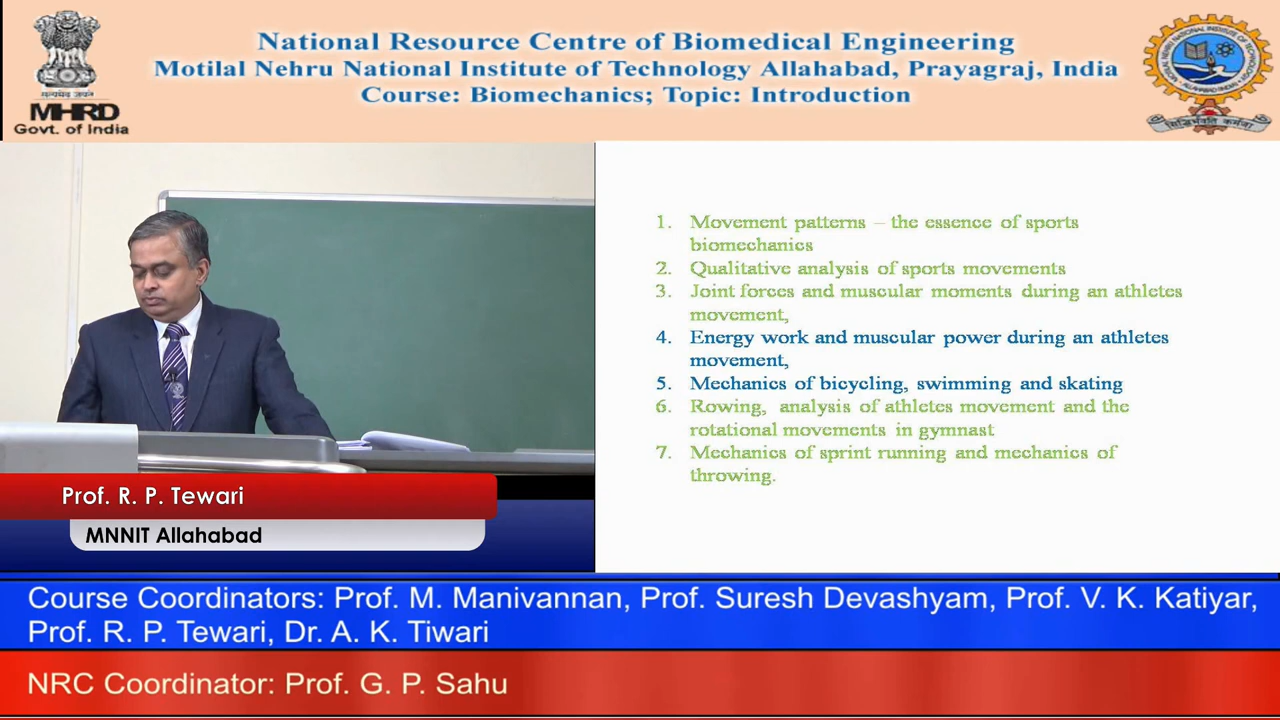 National Resource Centre of Biomedical Engineering
Motilal Nehru National Institute of Technology Allahabad, Prayagraj, India
Course: Biomechanics; Topic: Introduction
सत्यमेव जयते
MHRD
Govt. of India
1. Movement patterns – the essence of sports
biomechanics
2. Qualitative analysis of sports movements
3. Joint forces and muscular moments during an athletes
movement,
4. Energy work and muscular power during an athletes
movement,
5. Mechanics of bicycling, swimming and skating
6. Rowing, analysis of athletes movement and the
rotational movements in gymnast
7. Mechanics of sprint running and mechanics of
throwing.
Prof. R. P. Tewari
MNNIT Allahabad
Course Coordinators: Prof. M. Manivannan, Prof. Suresh Devashyam, Prof. V. K. Katiyar,
Prof. R. P. Tewari, Dr. A. K. Tiwari
NRC Coordinator: Prof. G. P. Sahu